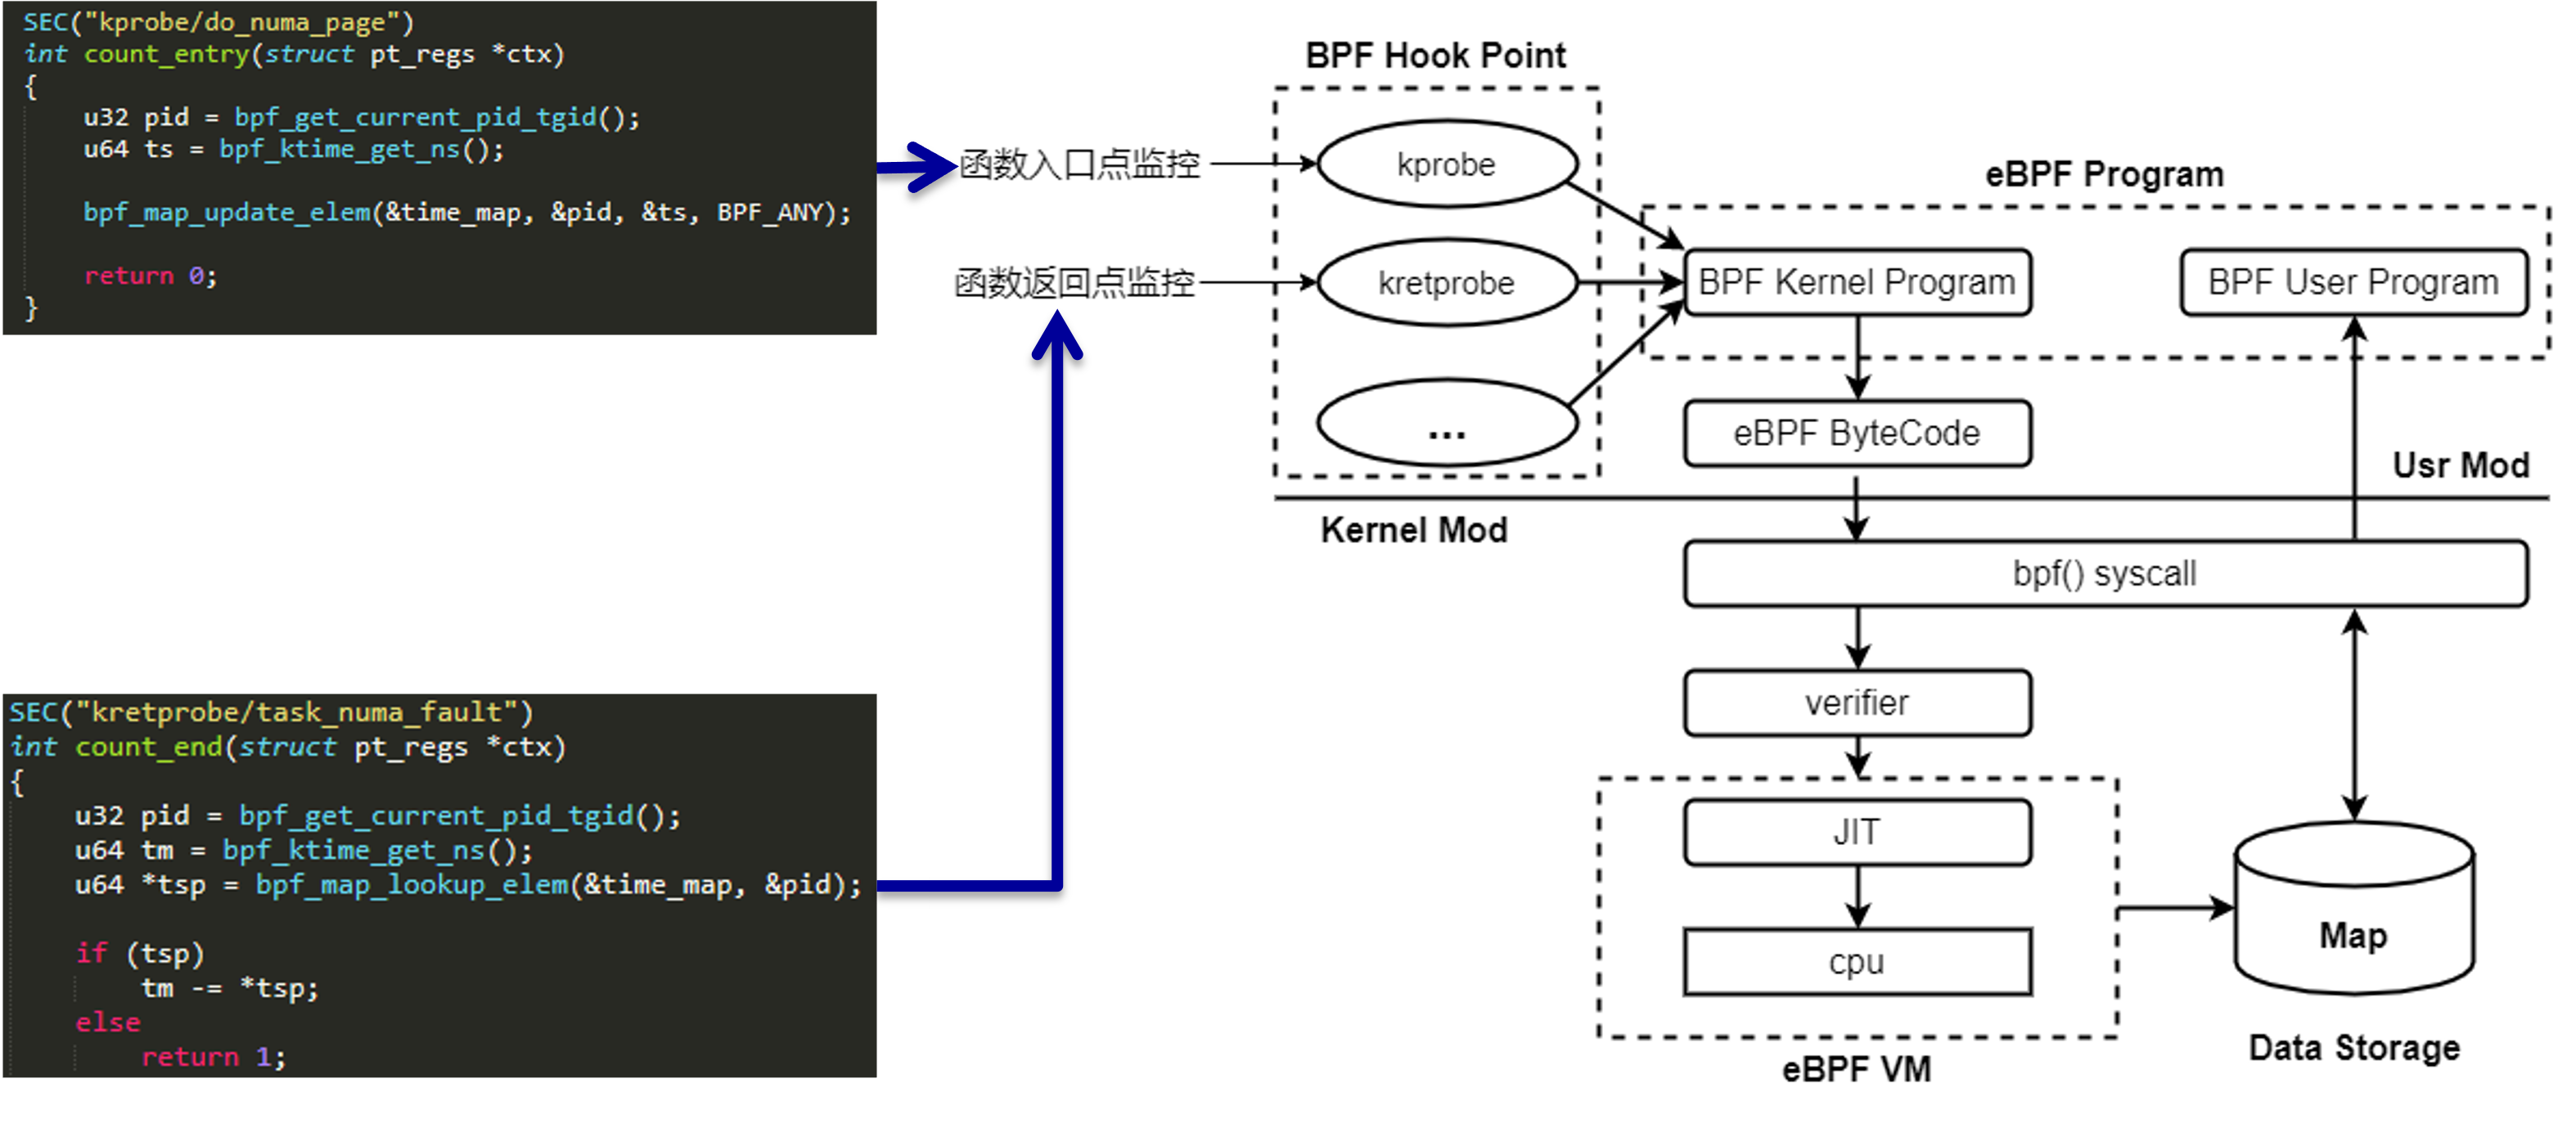 SEC("kprobe/do_numa_page")
int count_entry(struct pt_regs *ctx)
{
    u32 pid = bpf_get_current_pid_tgid();
    u64 ts = bpf_ktime_get_ns();
    bpf_map_update_elem(&time_map, &pid, &ts, BPF_ANY);
    return 0;
}
SEC("kretprobe/task_numa_fault")
int count_end(struct pt_regs *ctx)
{
    u32 pid = bpf_get_current_pid_tgid();
    u64 tm = bpf_ktime_get_ns();
    u64 *tsp = bpf_map_lookup_elem(&time_map, &pid);
    if (tsp)
        tm -= *tsp;
    else
        return 1;
函数入口点监控
函数返回点监控
BPF Hook Point
kprobe
kretprobe
...
eBPF Program
BPF Kernel Program
BPF User Program
eBPF ByteCode
Usr Mod
Kernel Mod
bpf() syscall
verifier
JIT
cpu
eBPF VM
Map
Data Storage